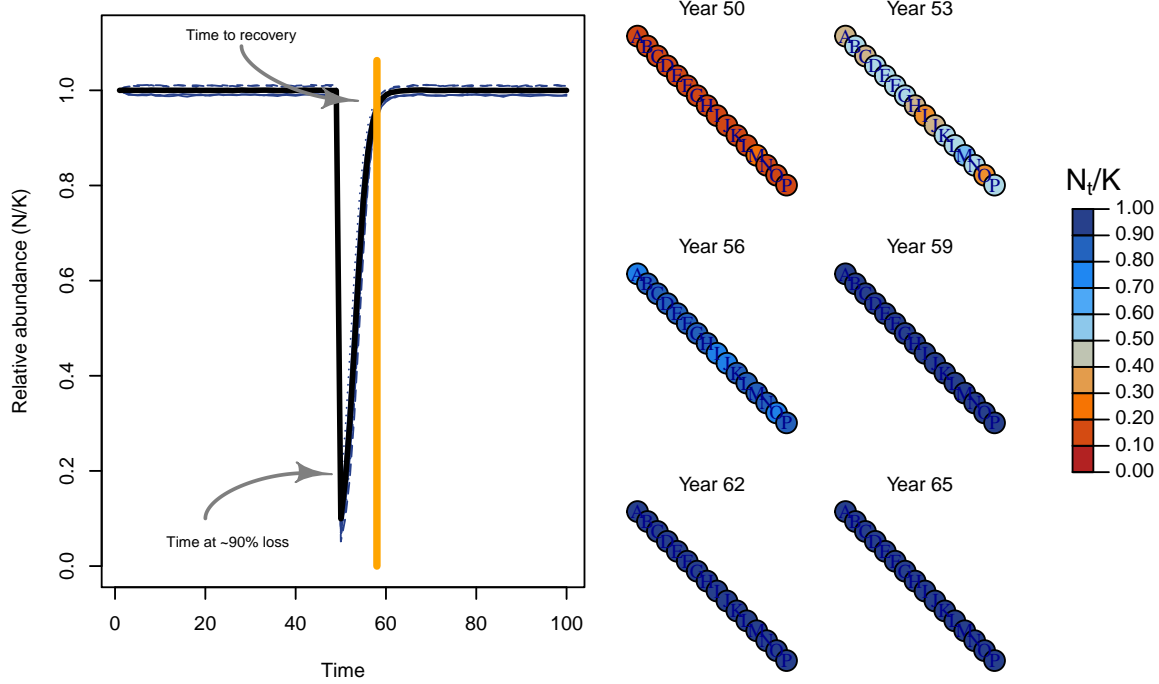 Time to recovery
Time at ~90% loss
Relative abundance (N/K)
0.0
0.2
0.4
0.6
0.8
1.0
0
20
40
60
80
100
Time
Year 50
A B C D E F G H I J K L M N O P
Year 53
A B C D E F G H I J K L M N O P
Year 56
A B C D E F G H I J K L M N O P
Year 59
A B C D E F G H I J K L M N O P
Year 62
A B C D E F G H I J K L M N O P
Year 65
A B C D E F G H I J K L M N O P
Nt/K
1.00
0.90
0.80
0.70
0.60
0.50
0.40
0.30
0.20
0.10
0.00